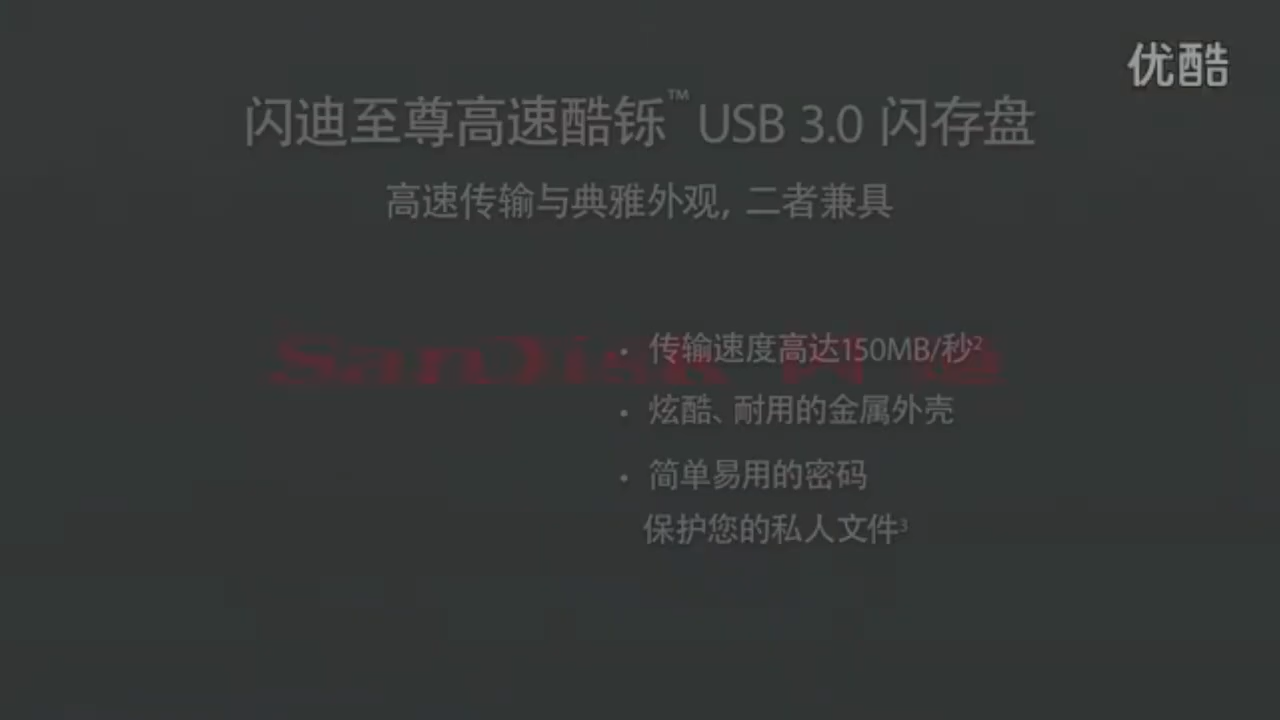 优酷
闪迪至尊高速酷铄™ USB 3.0 闪存盘
高速传输与典雅外观, 二者兼具
SanDisk 闪迪
• 传输速度高达150MB/秒²
• 炫酷、耐用的金属外壳
• 简单易用的密码
保护您的私人文件³